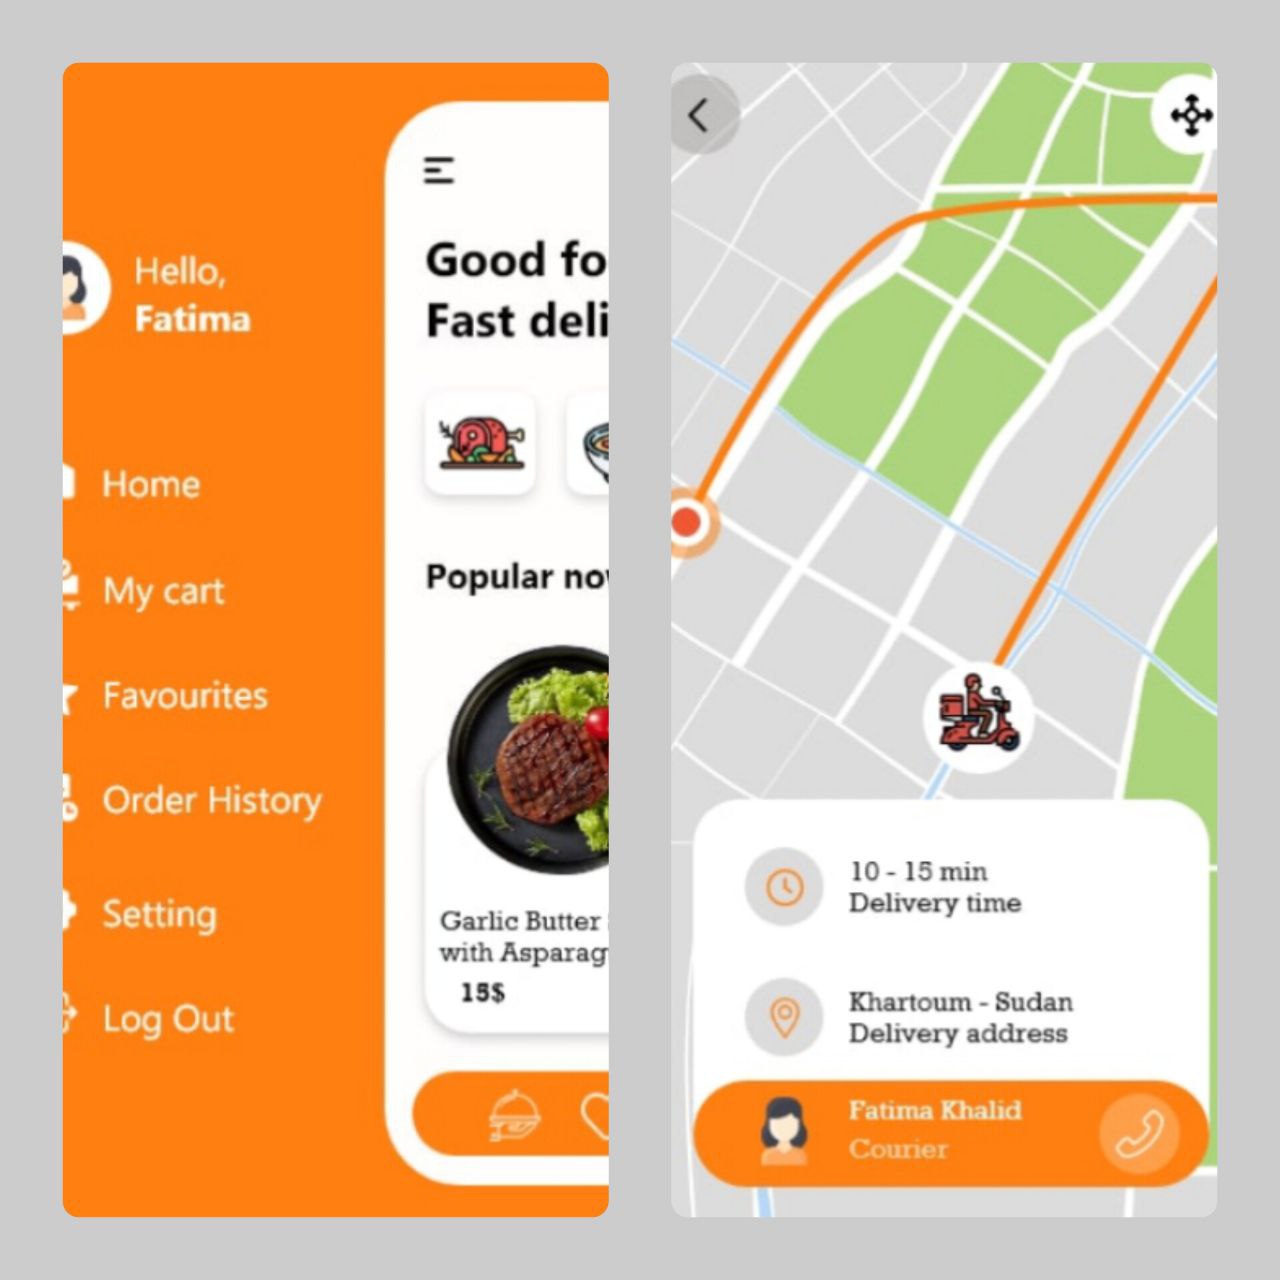 Hello,
Fatima
Home
My cart
Favourites
Order History
Setting
Log Out
Good fo
Fast deli
Popular no
Garlic Butter
with Asparag
15$
10 - 15 min
Delivery time
Khartoum - Sudan
Delivery address
Fatima Khalid
Courier